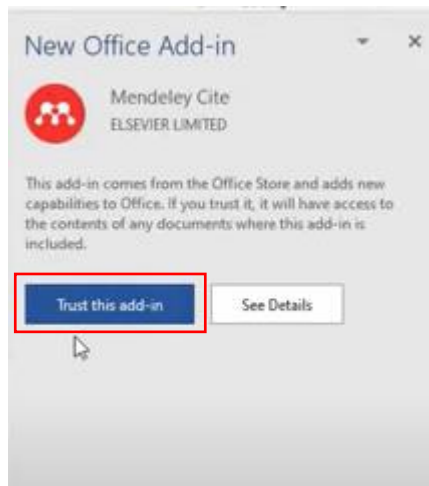 New Office Add-in
Mendeley Cite
ELSEVIER LIMITED
This add-in comes from the Office Store and adds new
capabilities to Office. If you trust it, it will have access to
the contents of any documents where this add-in is
included.
Trust this add-in
See Details